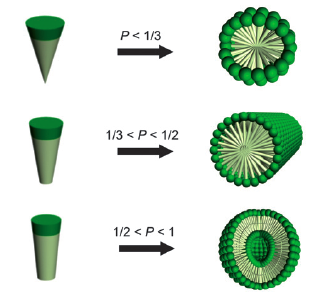 P < 1/3
1/3 < P < 1/2
1/2 < P < 1